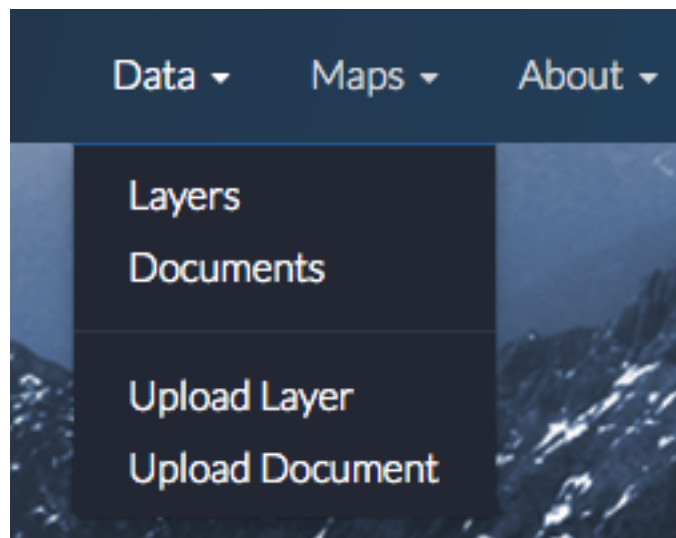 Data Maps About
Layers
Documents
Upload Layer
Upload Document